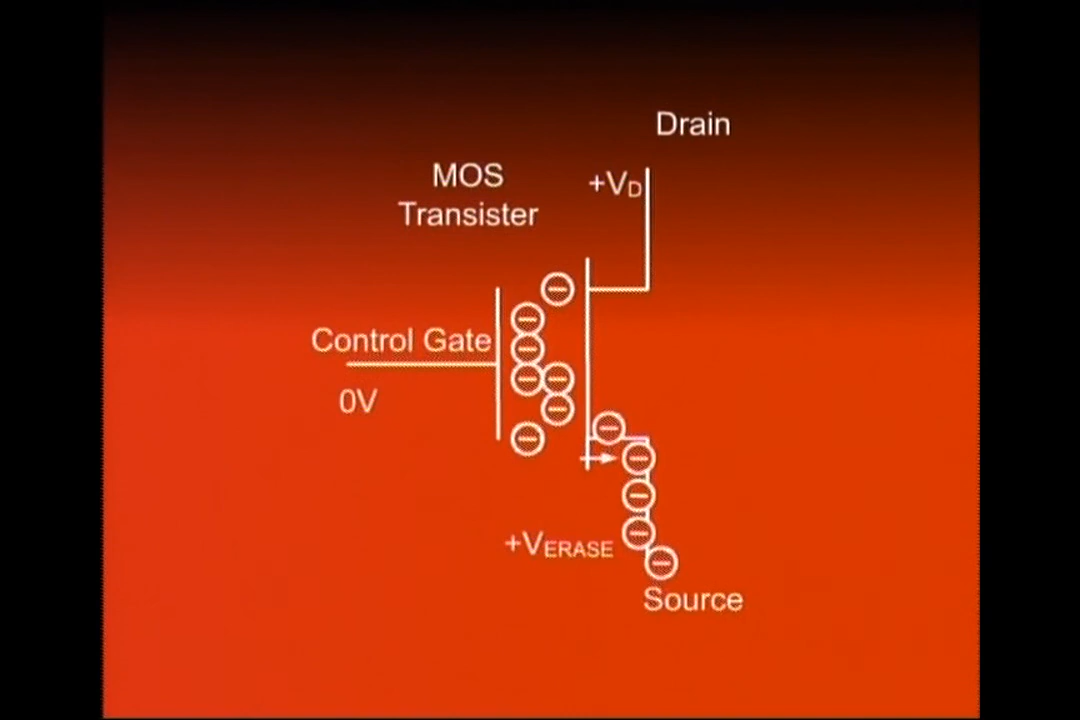 Drain
MOS
Transister
+VD
Control Gate
0V
+VERASE
Source